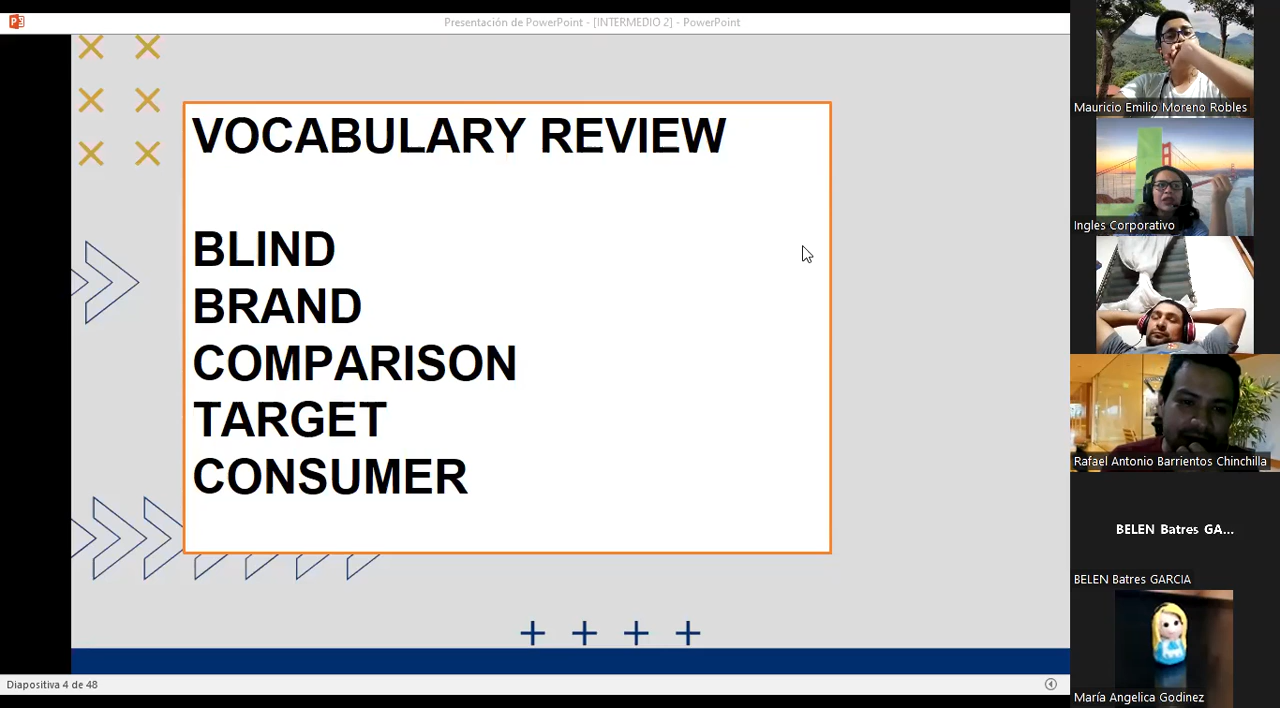 Presentación de PowerPoint - [INTERMEDIO 2] - PowerPoint
VOCABULARY REVIEW
BLIND
BRAND
COMPARISON
TARGET
CONSUMER
Diapositiva 4 de 48
Mauricio Emilio Moreno Robles
Ingles Corporativo
Rafael Antonio Barrientos Chinchilla
BELEN Batres GA...
BELEN Batres GARCIA
María Angelica Godinez